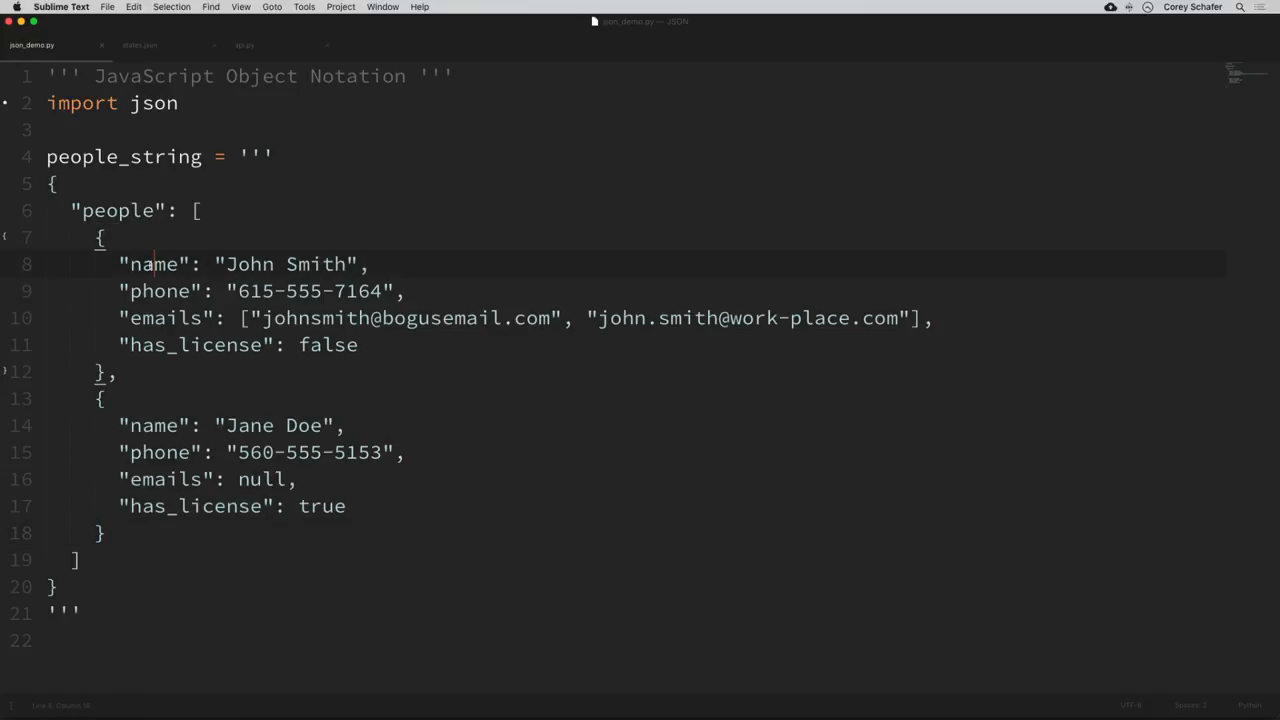 Sublime Text File Edit Selection Find View Goto Tools Project Window Help Corey Schafer
json_demo.py — JSON
json_demo.py states.json api.py
1 ''' JavaScript Object Notation '''
2 import json
3
4 people_string = '''
5 {
6 "people": [
7 {
8 "name": "John Smith",
9 "phone": "615-555-7164",
10 "emails": ["johnsmith@bogusemail.com", "john.smith@work-place.com"],
11 "has_license": false
12 },
13 {
14 "name": "Jane Doe",
15 "phone": "560-555-5153",
16 "emails": null,
17 "has_license": true
18 }
19 ]
20 }
21 '''
22
UTF-8 Spaces: 2 Python